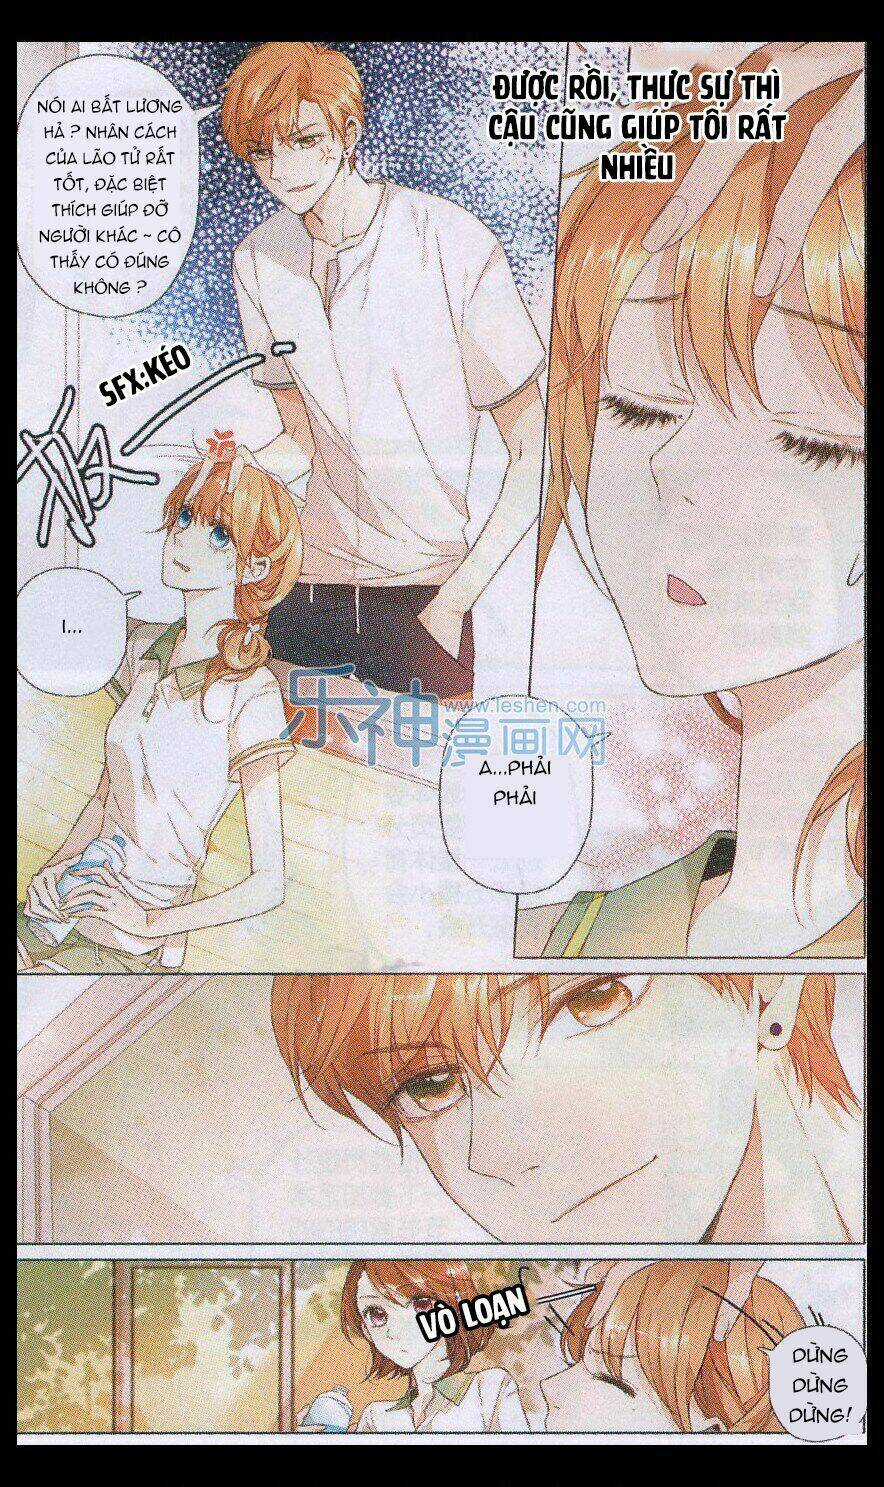 NÓI AI BẤT LƯƠNG
HẢ ? NHÂN CÁCH
CỦA LÃO TỬ RẤT
TỐT, ĐẶC BIỆT
THÍCH GIÚP ĐỠ
NGƯỜI KHÁC ~ CÔ
THẤY CÓ ĐÚNG
KHÔNG ?
ĐƯỢC RỒI, THỰC SỰ THÌ
CẬU CŨNG GIÚP TÔI RẤT
NHIỀU
SFX:KÉO
I...
www.leshen.com
乐神漫画网
A...PHẢI
PHẢI
VÒ LOẠN
DỪNG
DỪNG
DỪNG!